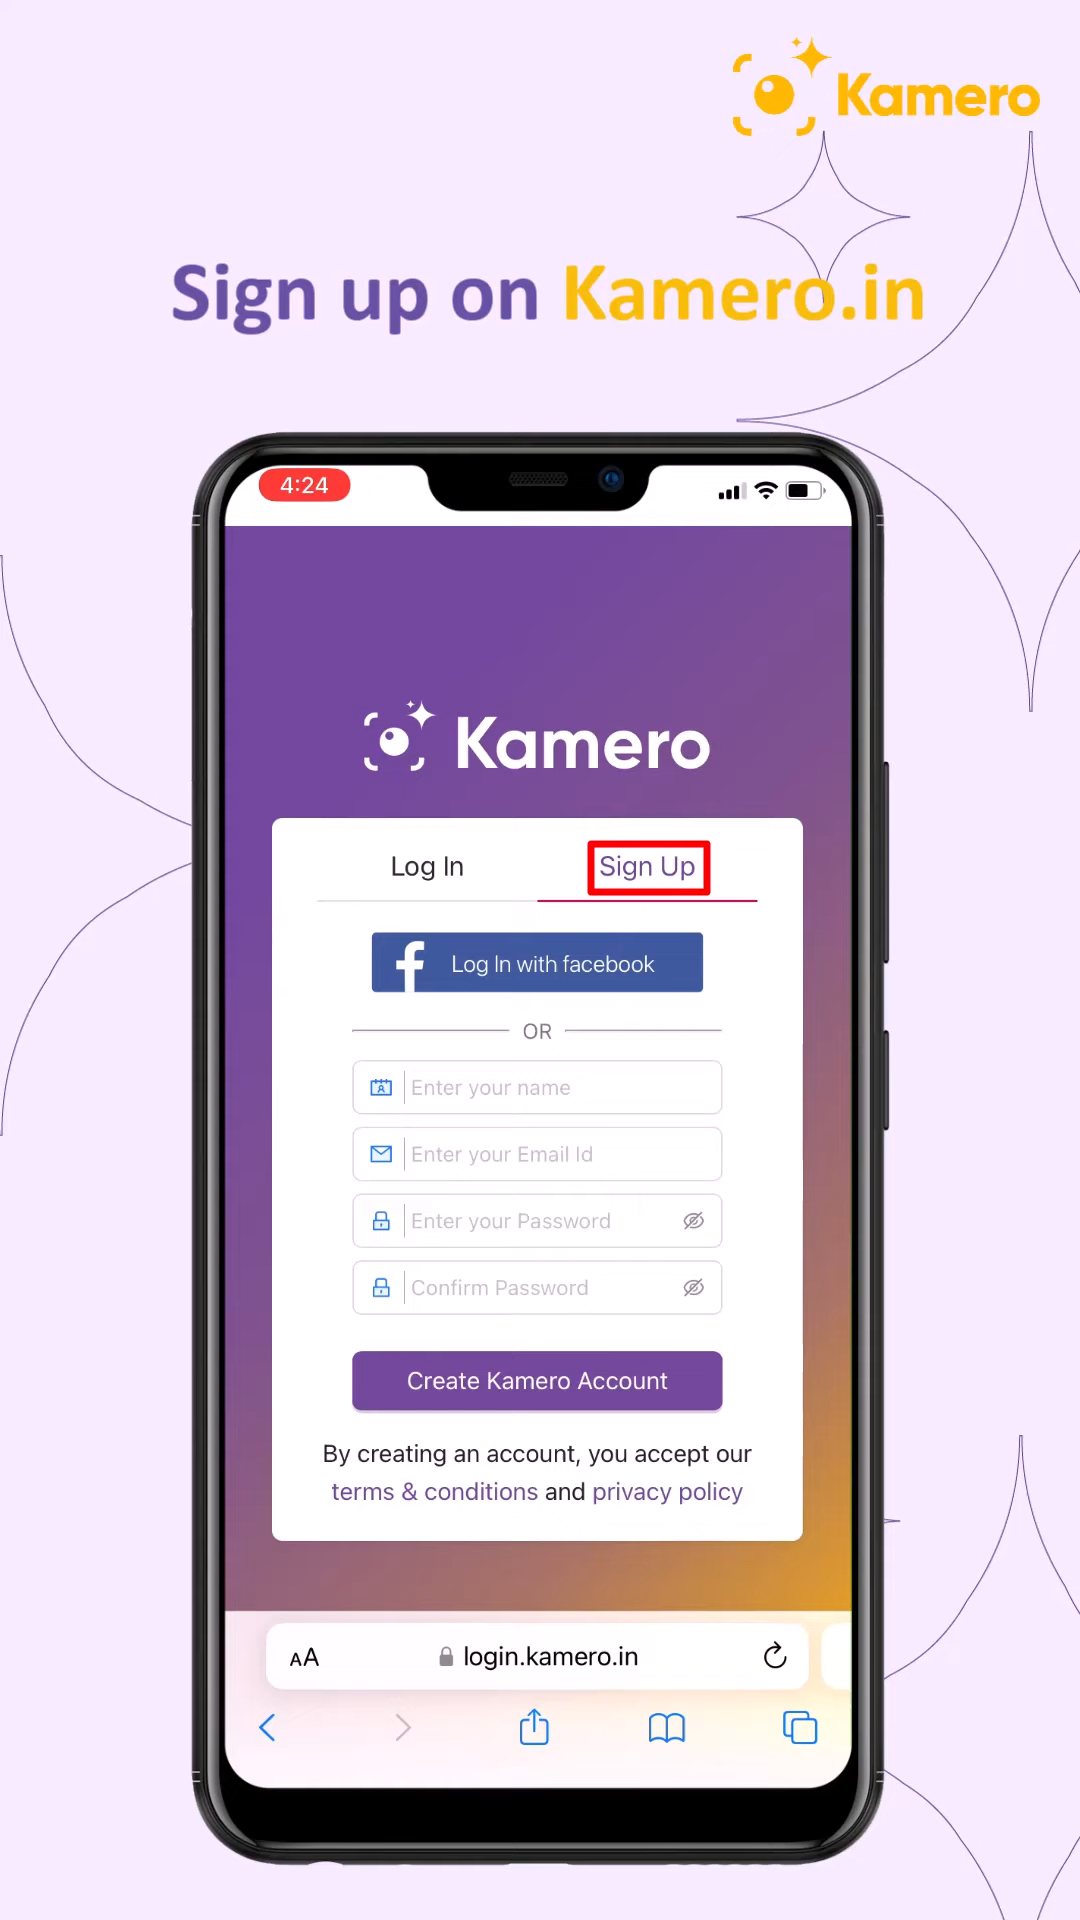 Kamero
Sign up on Kamero.in
4:24
Kamero
Log In
Sign Up
f Log In with facebook
OR
Enter your name
Enter your Email Id
Enter your Password
Confirm Password
Create Kamero Account
By creating an account, you accept our
terms & conditions and privacy policy
AA login.kamero.in